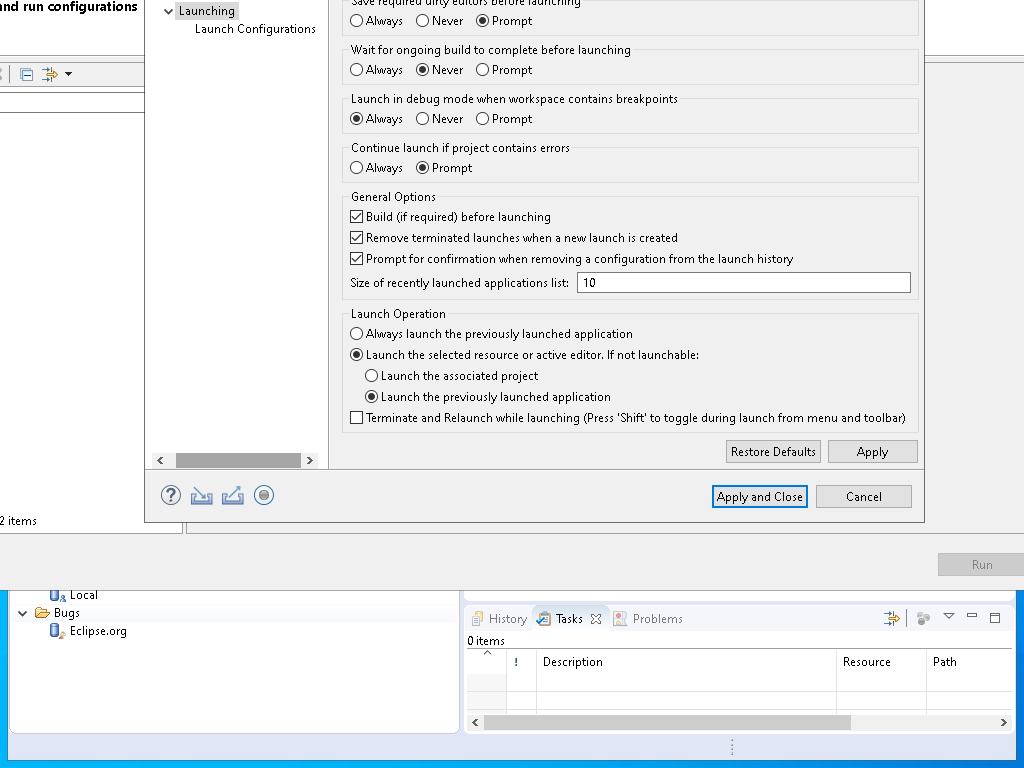 and run configurations
Launching
Launch Configurations
Save required dirty editors before launching
Always Never Prompt
Wait for ongoing build to complete before launching
Always Never Prompt
Launch in debug mode when workspace contains breakpoints
Always Never Prompt
Continue launch if project contains errors
Always Prompt
General Options
Build (if required) before launching
Remove terminated launches when a new launch is created
Prompt for confirmation when removing a configuration from the launch history
Size of recently launched applications list: 10
Launch Operation
Always launch the previously launched application
Launch the selected resource or active editor. If not launchable:
Launch the associated project
Launch the previously launched application
Terminate and Relaunch while launching (Press 'Shift' to toggle during launch from menu and toolbar)
Restore Defaults Apply
Apply and Close Cancel
2 items
Run
Local
Bugs
Eclipse.org
History Tasks Problems
0 items
! Description Resource Path